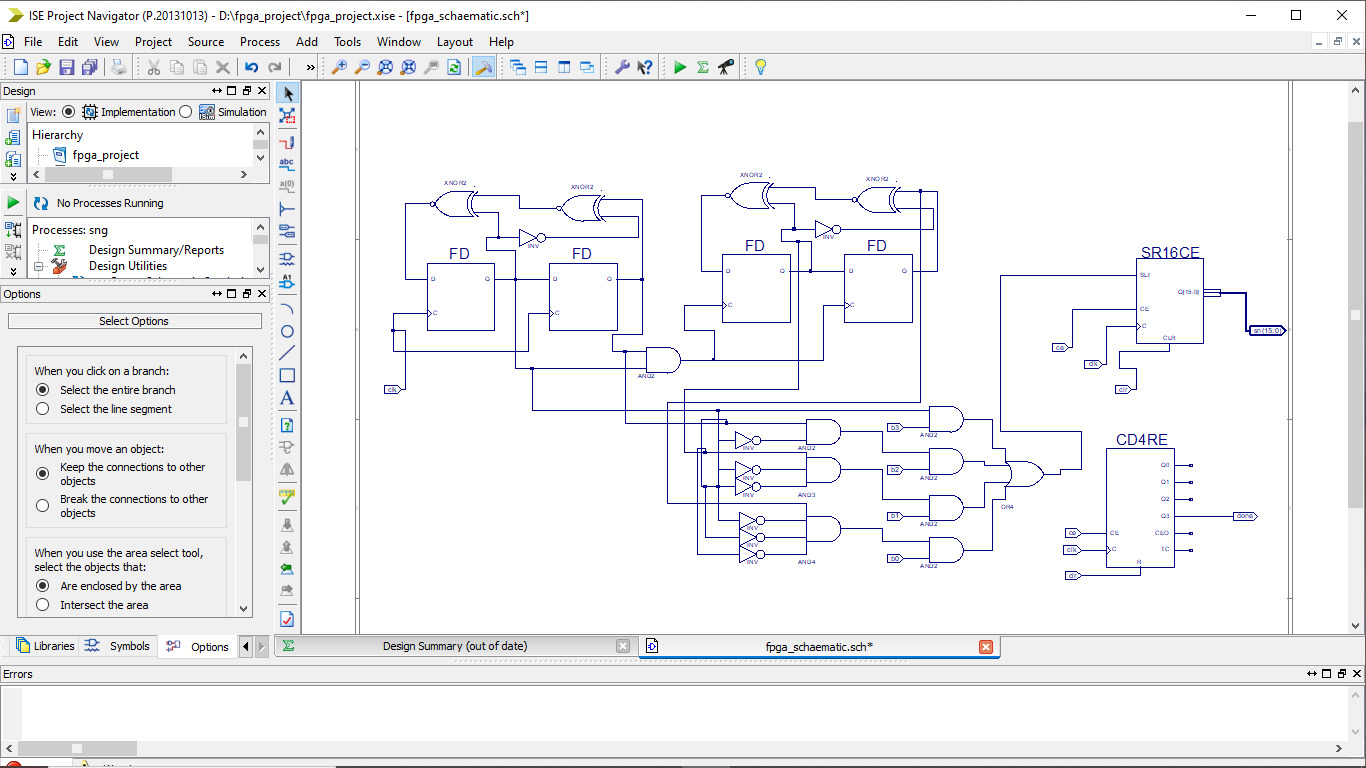 ISE Project Navigator (P.20131013) - D:\fpga_project\fpga_project.xise - [fpga_schaematic.sch*]
File Edit View Project Source Process Add Tools Window Layout Help
Design
View: Implementation Simulation
Hierarchy
fpga_project
No Processes Running
Processes: sng
Design Summary/Reports
Design Utilities
Options
Select Options
When you click on a branch:
Select the entire branch
Select the line segment
When you move an object:
Keep the connections to other
objects
Break the connections to other
objects
When you use the area select tool,
select the objects that:
Are enclosed by the area
Intersect the area
Libraries Symbols Options
abc
a(0)
A1
A
XNOR2 XNOR2 XNOR2 XNOR2
INV INV
FD FD FD FD
D Q D Q D Q D Q
C C C C
clk
AND2
SR16CE
SLI
Q[15:0]
CE
C
CLR
ce
clk
clr
sn(15:0)
b3 AND2
INV AND2
b2 AND2
INV
INV AND3
b1 AND2
OR4
INV
INV
INV AND4
b0 AND2
CD4RE
Q0
Q1
Q2
Q3 done
ce CE CEO
clk C TC
clr R
Design Summary (out of date) fpga_schaematic.sch*
Errors